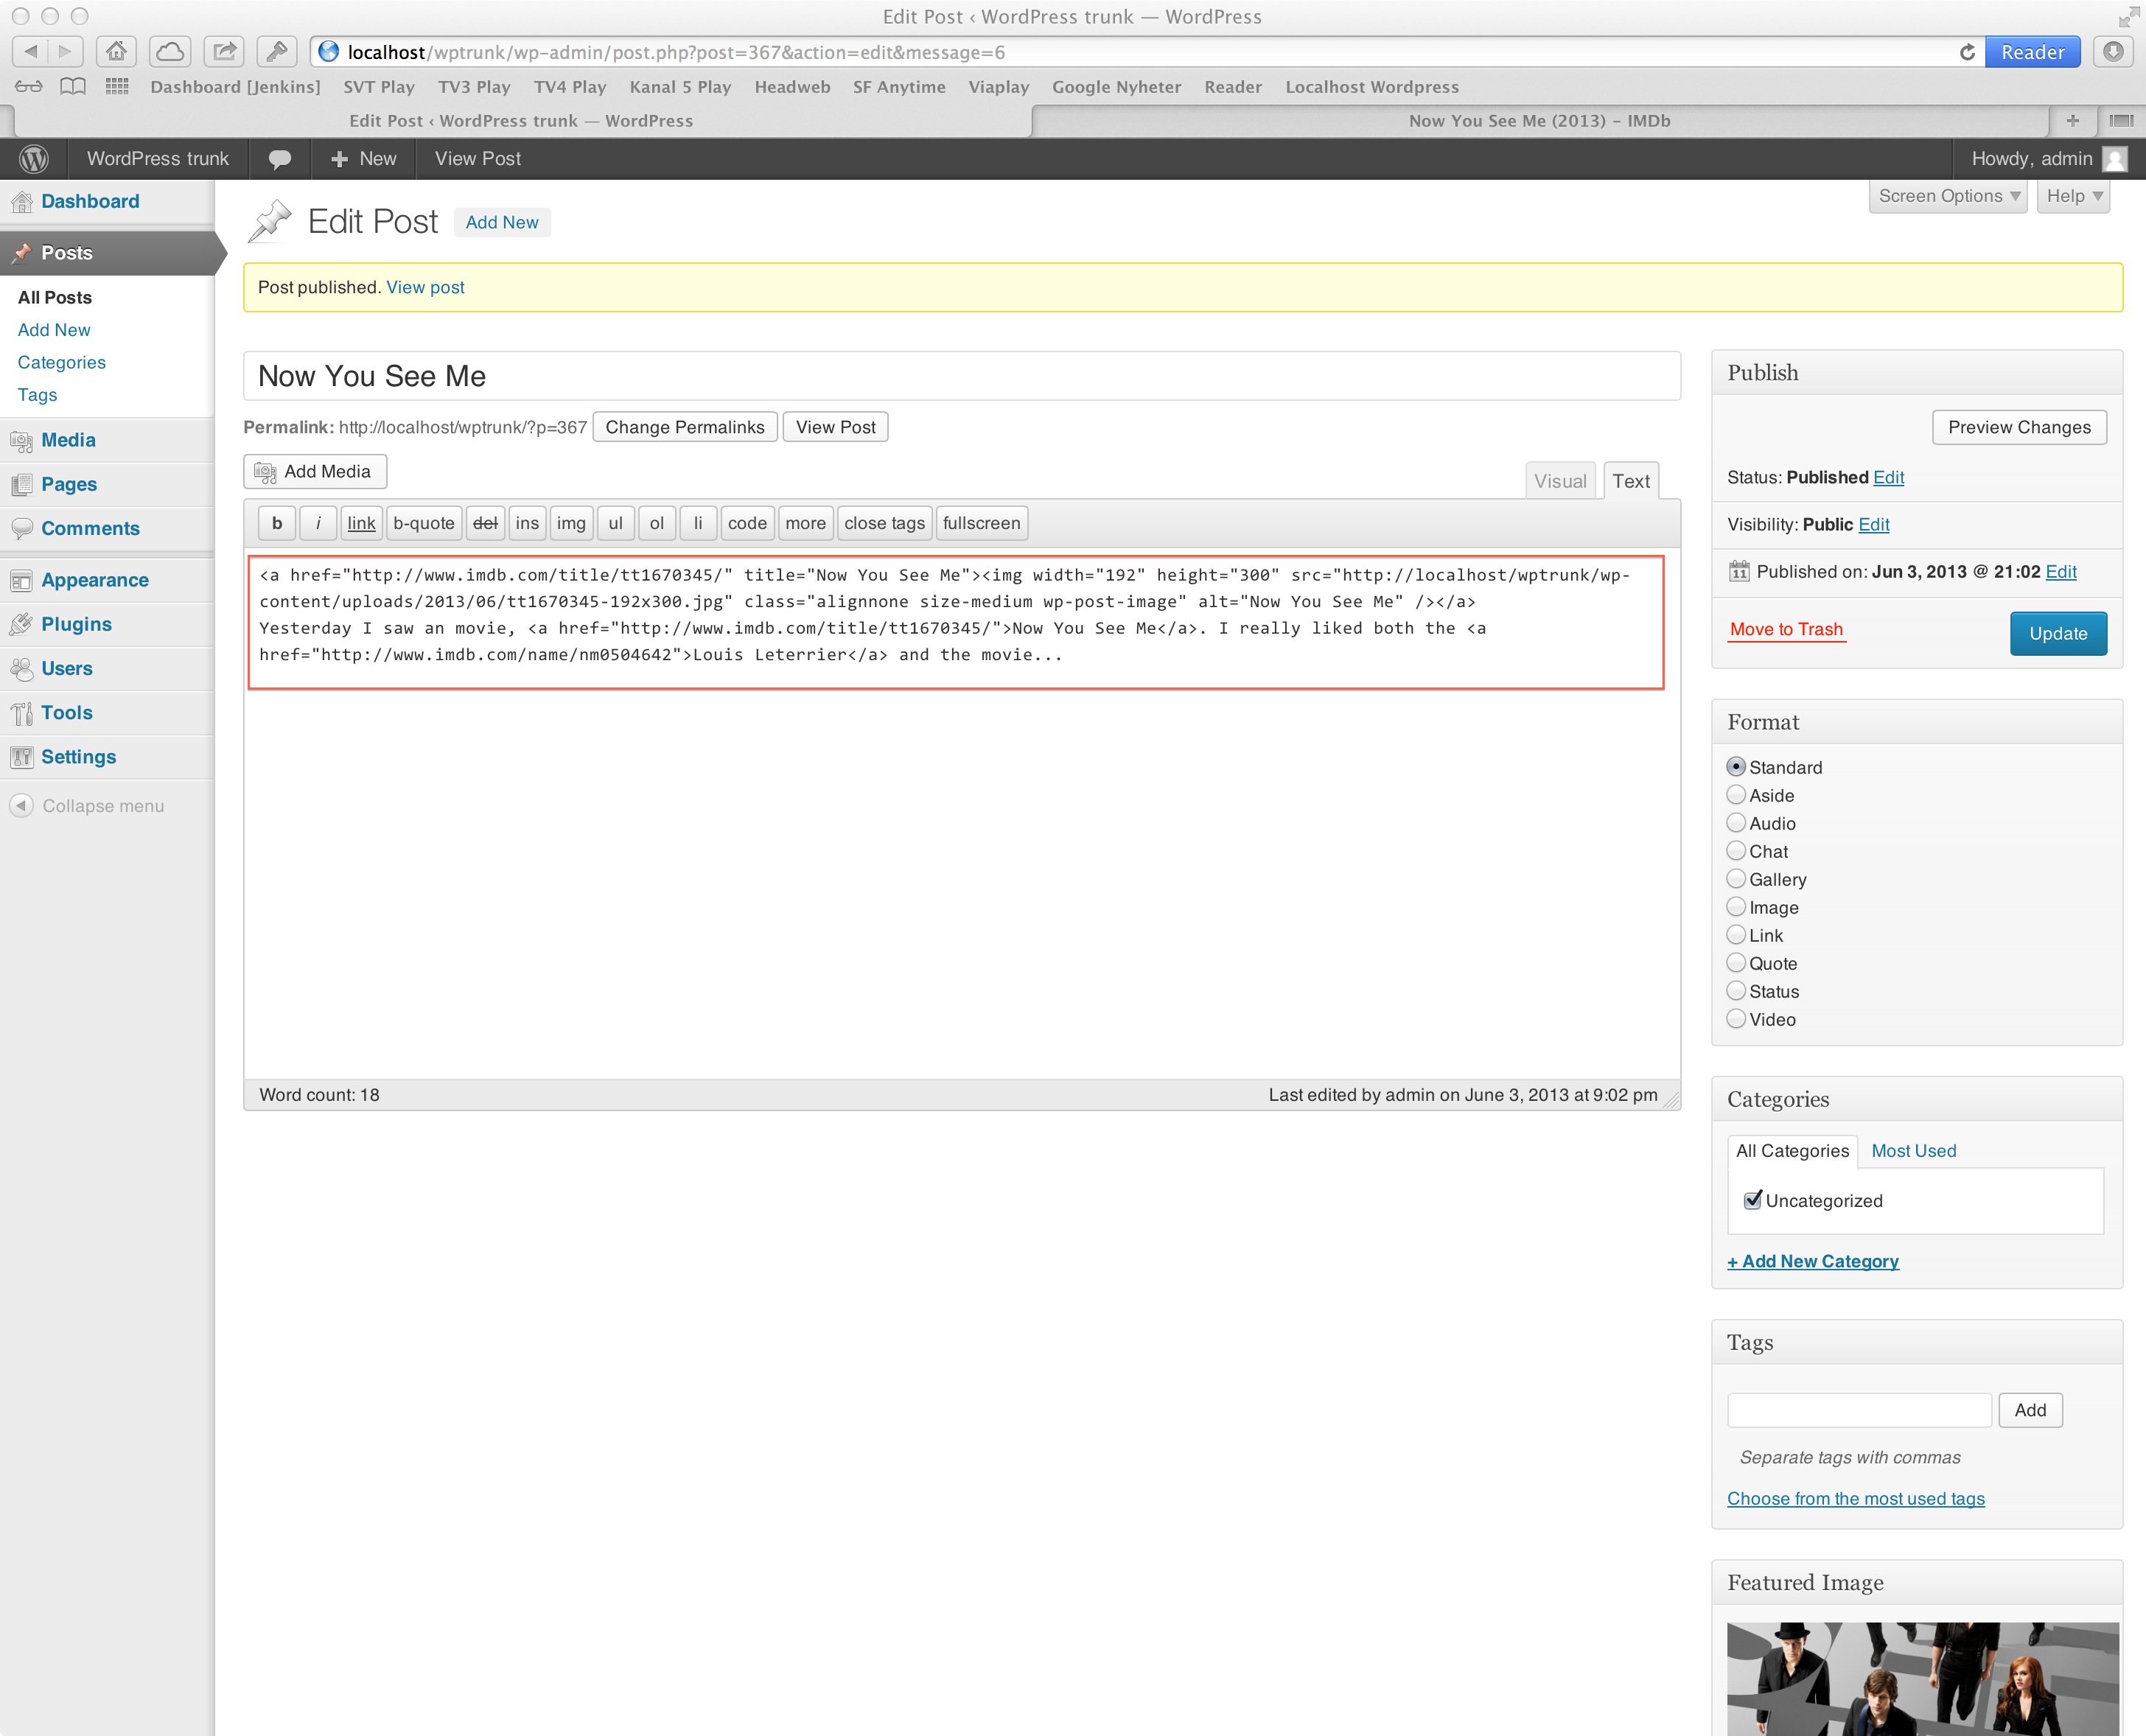 Edit Post ‹ WordPress trunk — WordPress
localhost/wptrunk/wp-admin/post.php?post=367&action=edit&message=6
Reader
Dashboard [Jenkins] SVT Play TV3 Play TV4 Play Kanal 5 Play Headweb SF Anytime Viaplay Google Nyheter Reader Localhost Wordpress
Edit Post ‹ WordPress trunk — WordPress
Now You See Me (2013) – IMDb
WordPress trunk + New View Post Howdy, admin
Screen Options ▼ Help ▼
Dashboard
Posts
All Posts
Add New
Categories
Tags
Media
Pages
Comments
Appearance
Plugins
Users
Tools
Settings
Collapse menu
Edit Post Add New
Post published. View post
Now You See Me
Permalink: http://localhost/wptrunk/?p=367 Change Permalinks View Post
Add Media
Visual Text
b i link b-quote del ins img ul ol li code more close tags fullscreen
<a href="http://www.imdb.com/title/tt1670345/" title="Now You See Me"><img width="192" height="300" src="http://localhost/wptrunk/wp-
content/uploads/2013/06/tt1670345-192x300.jpg" class="alignnone size-medium wp-post-image" alt="Now You See Me" /></a>
Yesterday I saw an movie, <a href="http://www.imdb.com/title/tt1670345/">Now You See Me</a>. I really liked both the <a
href="http://www.imdb.com/name/nm0504642">Louis Leterrier</a> and the movie...
Word count: 18
Last edited by admin on June 3, 2013 at 9:02 pm
Publish
Preview Changes
Status: Published Edit
Visibility: Public Edit
11 Published on: Jun 3, 2013 @ 21:02 Edit
Move to Trash Update
Format
Standard
Aside
Audio
Chat
Gallery
Image
Link
Quote
Status
Video
Categories
All Categories Most Used
Uncategorized
+ Add New Category
Tags
Add
Separate tags with commas
Choose from the most used tags
Featured Image